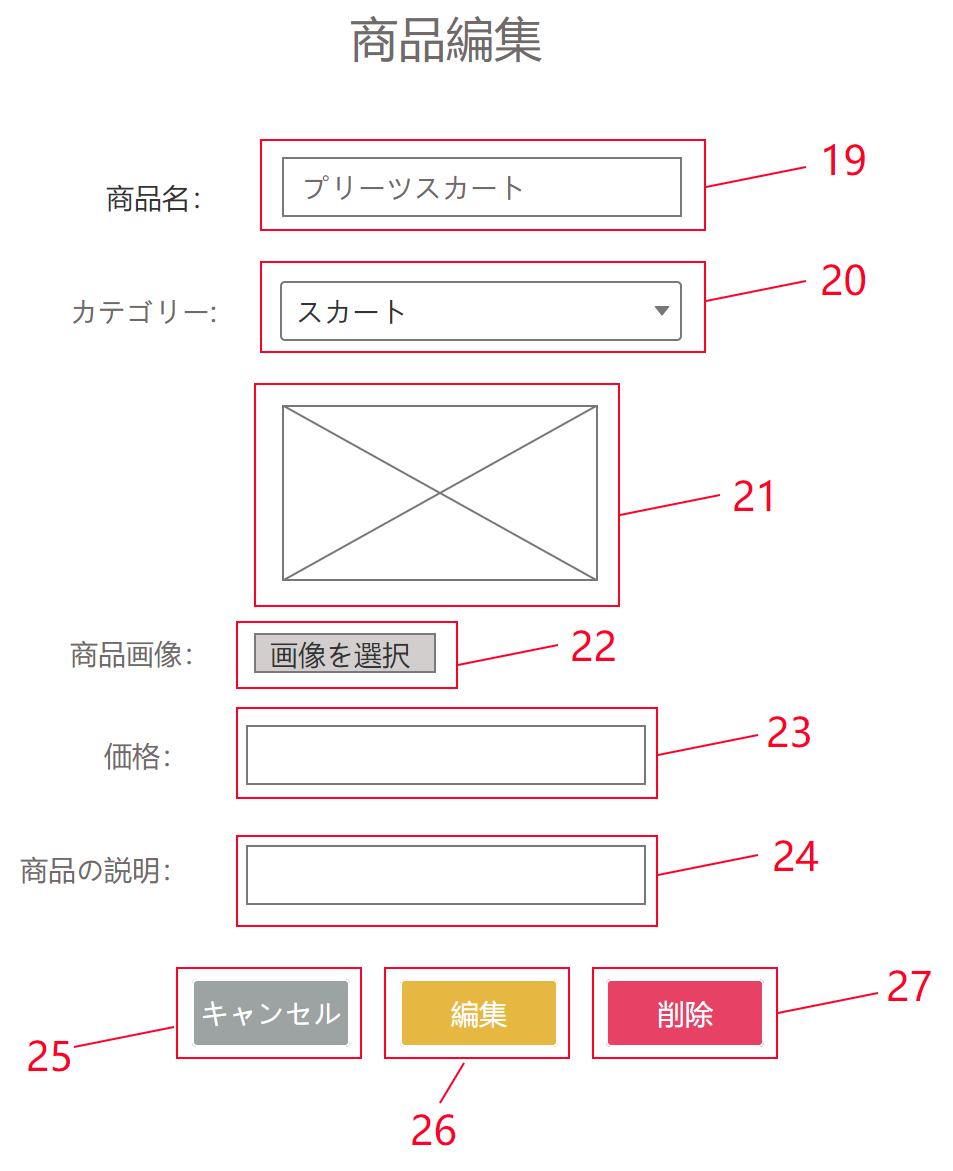 商品編集
商品名：
プリーツスカート
19
カテゴリー：
スカート
20
21
商品画像：
画像を選択
22
価格：
23
商品の説明：
24
キャンセル
編集
削除
27
25
26